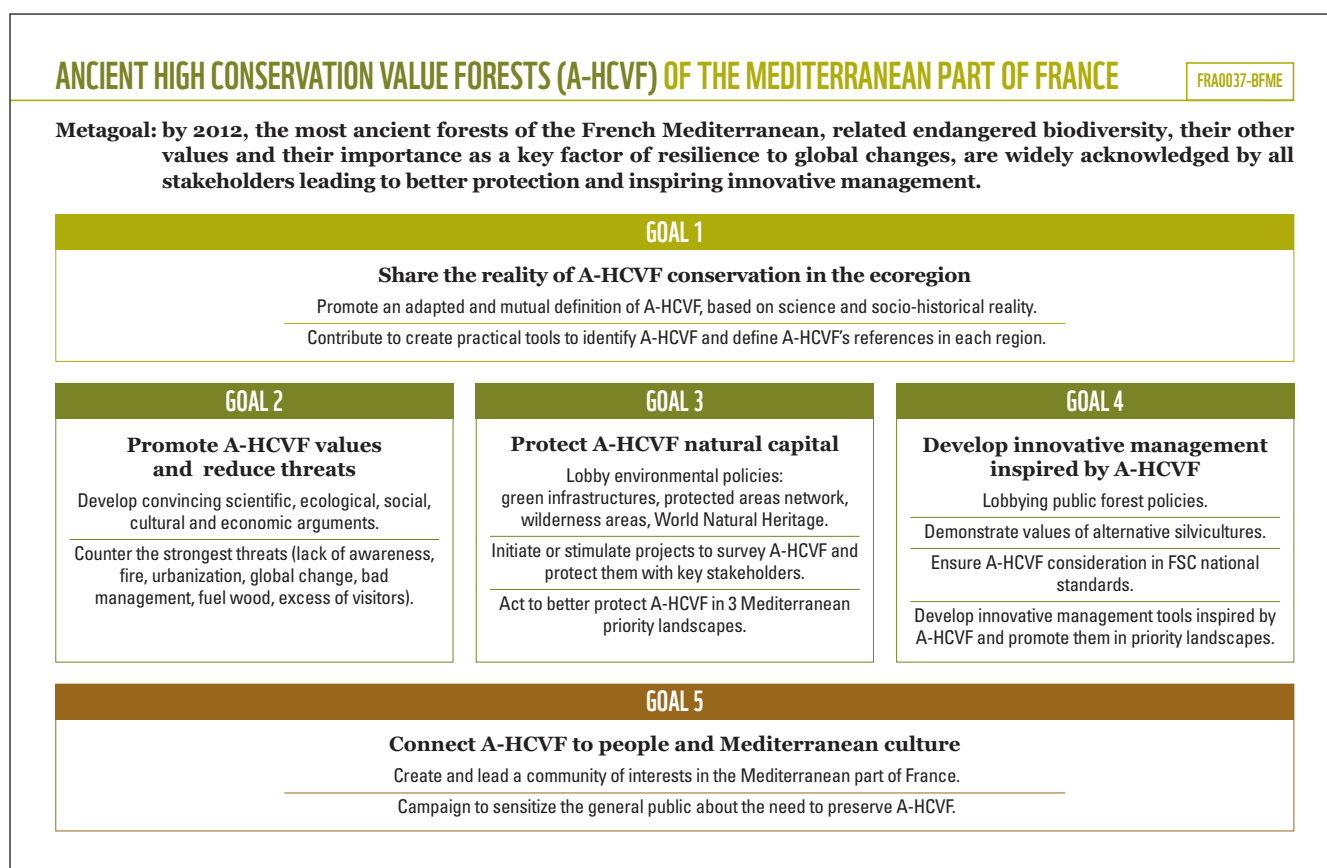 ANCIENT HIGH CONSERVATION VALUE FORESTS (A-HCVF) OF THE MEDITERRANEAN PART OF FRANCE
FRA0037-BFME
Metagoal: by 2012, the most ancient forests of the French Mediterranean, related endangered biodiversity, their other
values and their importance as a key factor of resilience to global changes, are widely acknowledged by all
stakeholders leading to better protection and inspiring innovative management.
GOAL 1
Share the reality of A-HCVF conservation in the ecoregion
Promote an adapted and mutual definition of A-HCVF, based on science and socio-historical reality.
Contribute to create practical tools to identify A-HCVF and define A-HCVF's references in each region.
GOAL 2
Promote A-HCVF values
and reduce threats
Develop convincing scientific, ecological, social,
cultural and economic arguments.
Counter the strongest threats (lack of awareness,
fire, urbanization, global change, bad
management, fuel wood, excess of visitors).
GOAL 3
Protect A-HCVF natural capital
Lobby environmental policies:
green infrastructures, protected areas network,
wilderness areas, World Natural Heritage.
Initiate or stimulate projects to survey A-HCVF and
protect them with key stakeholders.
Act to better protect A-HCVF in 3 Mediterranean
priority landscapes.
GOAL 4
Develop innovative management
inspired by A-HCVF
Lobbying public forest policies.
Demonstrate values of alternative silvicultures.
Ensure A-HCVF consideration in FSC national
standards.
Develop innovative management tools inspired by
A-HCVF and promote them in priority landscapes.
GOAL 5
Connect A-HCVF to people and Mediterranean culture
Create and lead a community of interests in the Mediterranean part of France.
Campaign to sensitize the general public about the need to preserve A-HCVF.